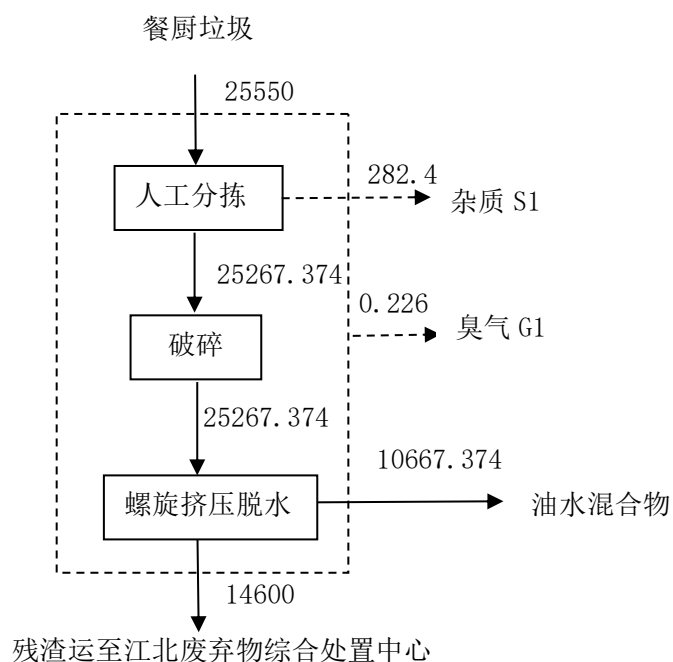 餐厨垃圾
25550
人工分拣
282.4
杂质 S1
25267.374
0.226
臭气 G1
破碎
25267.374
10667.374
螺旋挤压脱水
油水混合物
14600
残渣运至江北废弃物综合处置中心